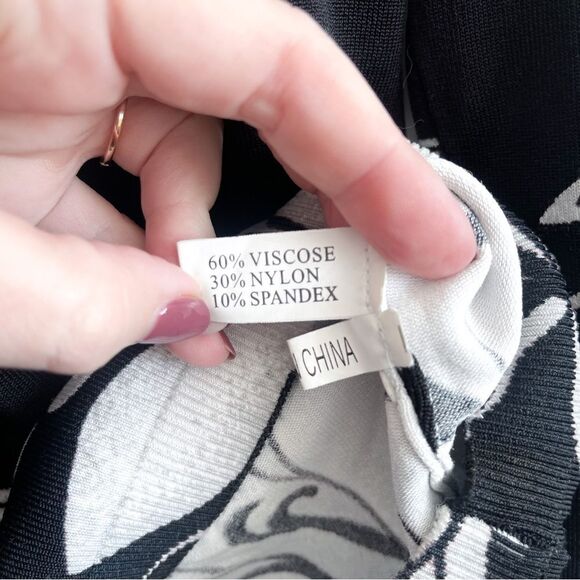 60% VISCOSE
30% NYLON
10% SPANDEX
CHINA